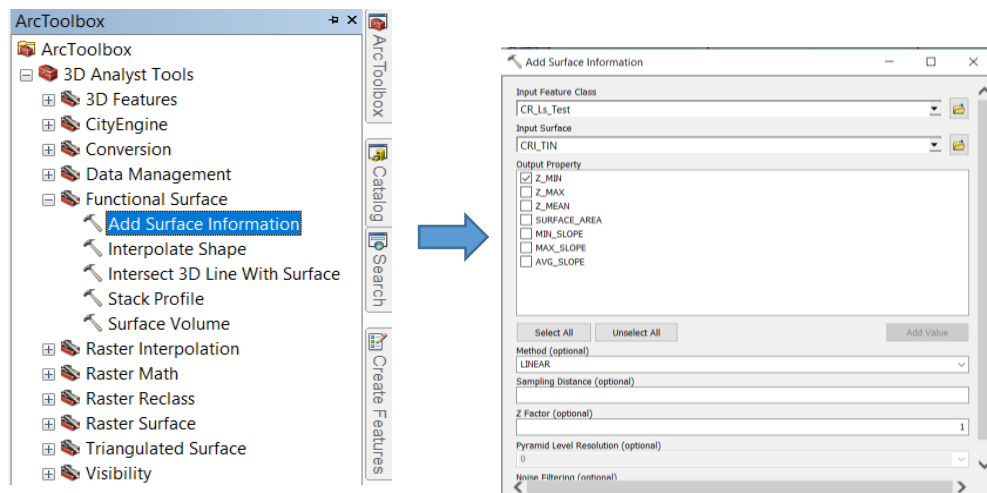 ArcToolbox
ArcToolbox
3D Analyst Tools
3D Features
CityEngine
Conversion
Data Management
Functional Surface
Add Surface Information
Interpolate Shape
Intersect 3D Line With Surface
Stack Profile
Surface Volume
Raster Interpolation
Raster Math
Raster Reclass
Raster Surface
Triangulated Surface
Visibility
ArcToolbox
Catalog
Search
Create Features
Add Surface Information
Input Feature Class
CR_Ls_Test
Input Surface
CRI_TIN
Output Property
Z_MIN
Z_MAX
Z_MEAN
SURFACE_AREA
MIN_SLOPE
MAX_SLOPE
AVG_SLOPE
Select All Unselect All Add Value
Method (optional)
LINEAR
Sampling Distance (optional)
Z Factor (optional)
1
Pyramid Level Resolution (optional)
0
Noise Filtering (optional)